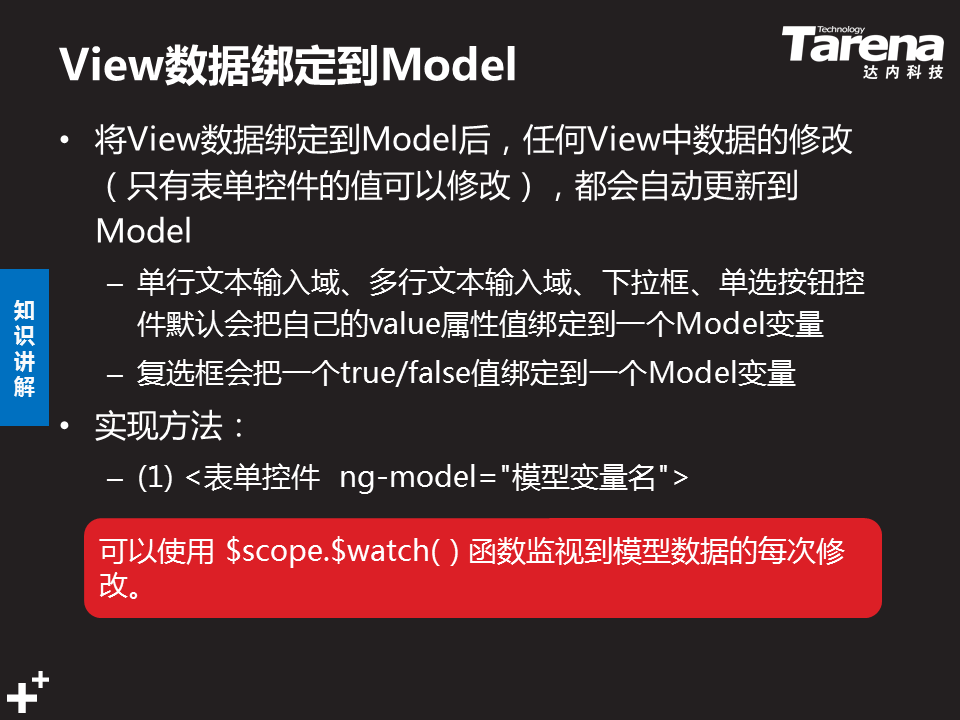 View数据绑定到Model
Technology
Tarena
达内科技
• 将View数据绑定到Model后，任何View中数据的修改
（只有表单控件的值可以修改），都会自动更新到
Model
– 单行文本输入域、多行文本输入域、下拉框、单选按钮控
件默认会把自己的value属性值绑定到一个Model变量
– 复选框会把一个true/false值绑定到一个Model变量
知
识
讲
解
• 实现方法：
– (1) <表单控件  ng-model="模型变量名">
可以使用 $scope.$watch( ) 函数监视到模型数据的每次修
改。